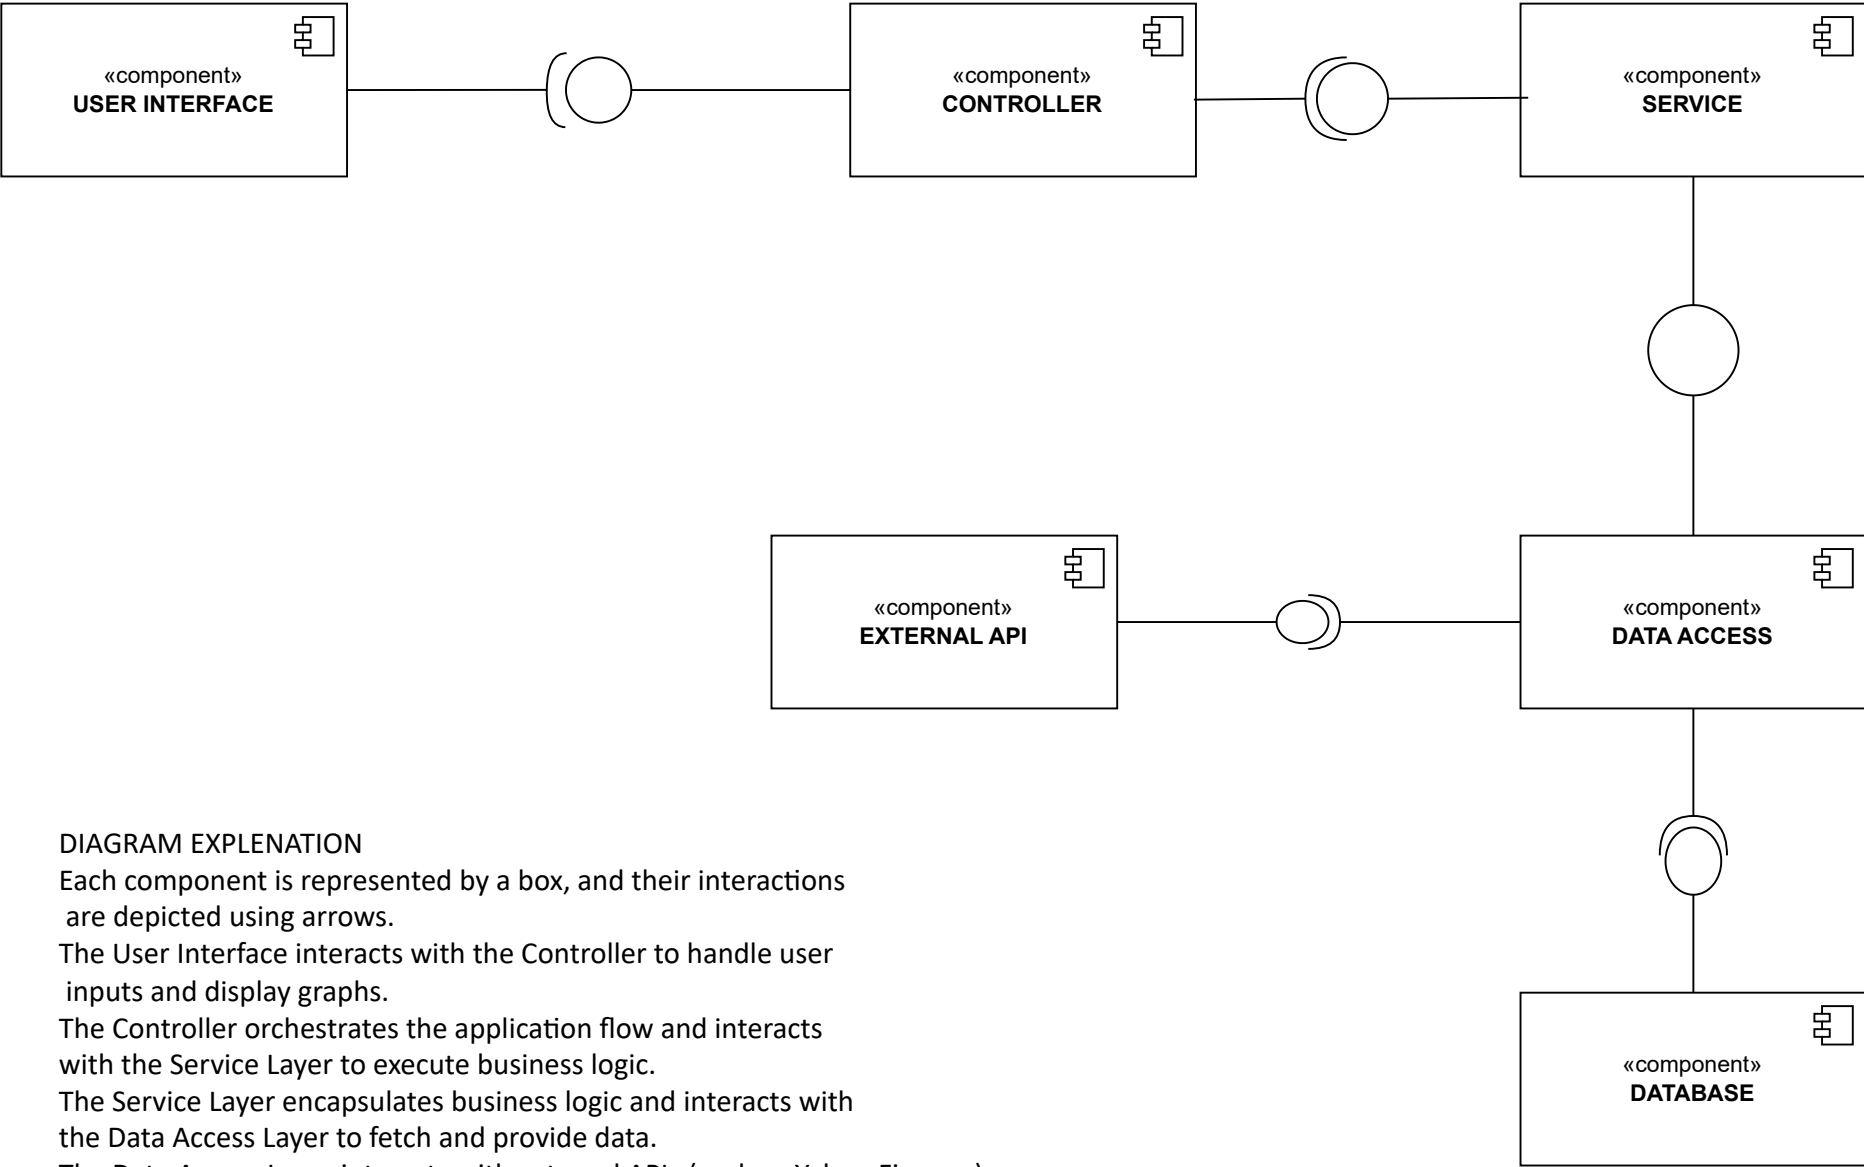 «component»
USER INTERFACE
«component»
CONTROLLER
«component»
SERVICE
«component»
EXTERNAL API
«component»
DATA ACCESS
«component»
DATABASE
DIAGRAM EXPLENATION
Each component is represented by a box, and their interactions
are depicted using arrows.
The User Interface interacts with the Controller to handle user
inputs and display graphs.
The Controller orchestrates the application flow and interacts
with the Service Layer to execute business logic.
The Service Layer encapsulates business logic and interacts with
the Data Access Layer to fetch and provide data.